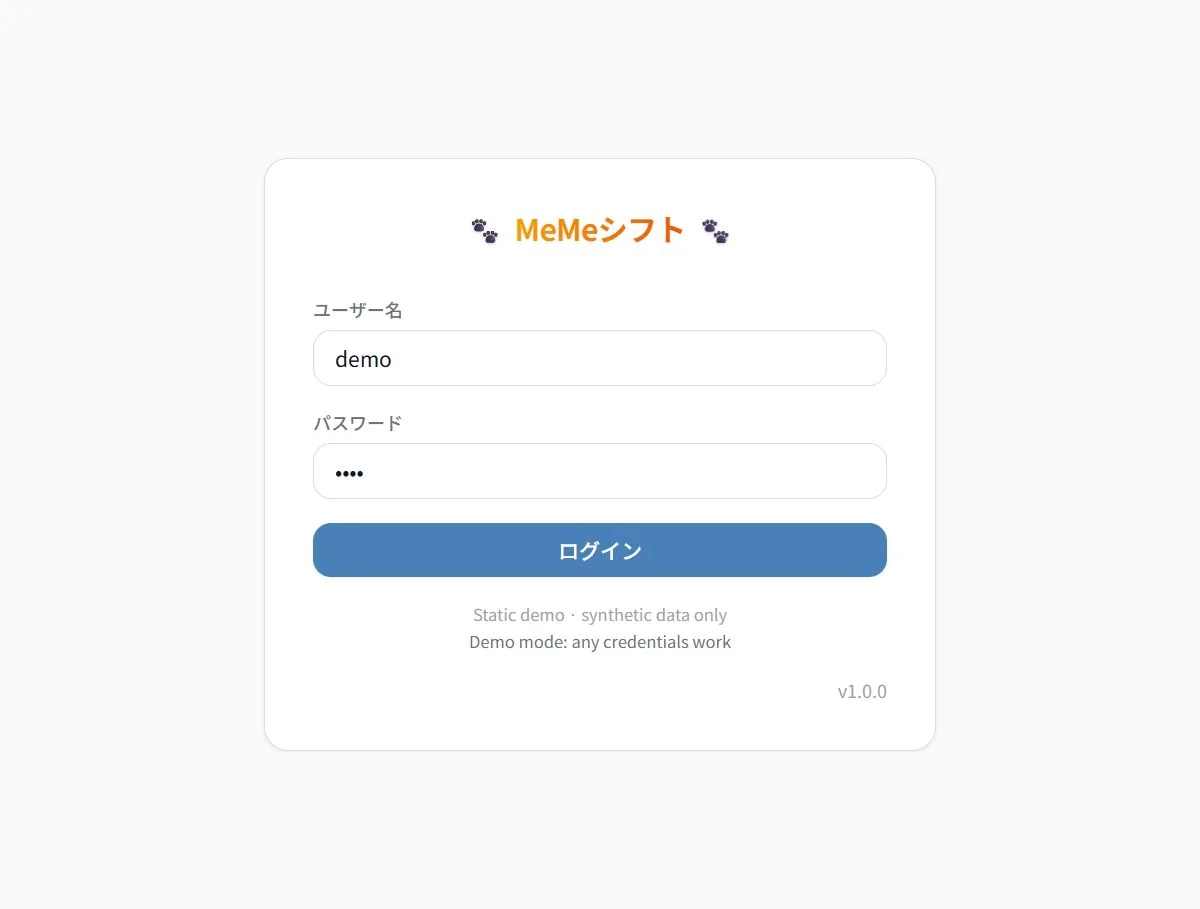 🐾 MeMeシフト 🐾
ユーザー名
demo
パスワード
••••
ログイン
Static demo · synthetic data only
Demo mode: any credentials work
v1.0.0